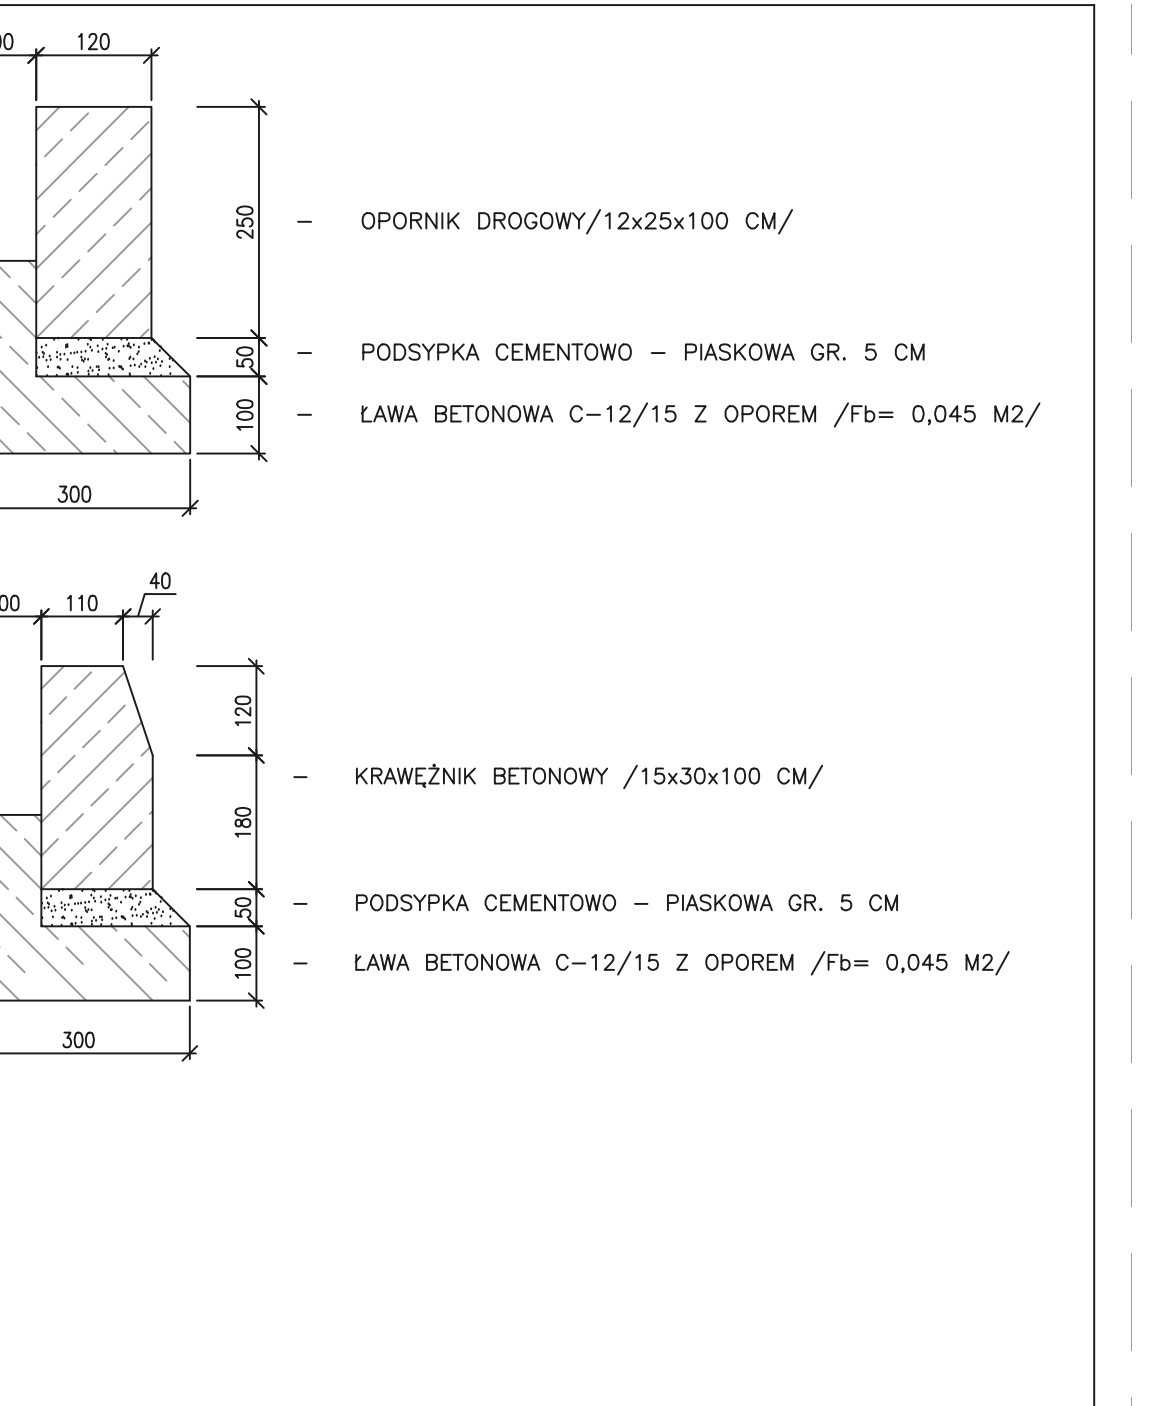 120
250
– OPORNIK DROGOWY/12x25x100 CM/
50
– PODSYPKA CEMENTOWO – PIASKOWA GR. 5 CM
100
– ŁAWA BETONOWA C–12/15 Z OPOREM /Fb= 0,045 M2/
300
40
110
120
– KRAWĘŻNIK BETONOWY /15x30x100 CM/
180
50
– PODSYPKA CEMENTOWO – PIASKOWA GR. 5 CM
100
– ŁAWA BETONOWA C–12/15 Z OPOREM /Fb= 0,045 M2/
300